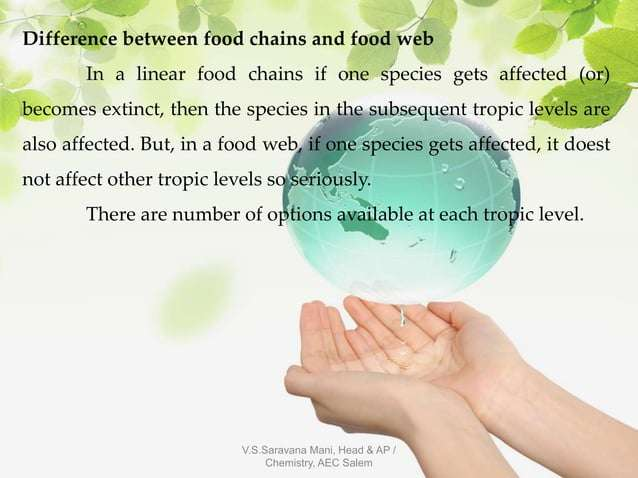 Difference between food chains and food web
In a linear food chains if one species gets affected (or)
becomes extinct, then the species in the subsequent tropic levels are
also affected. But, in a food web, if one species gets affected, it doest
not affect other tropic levels so seriously.
There are number of options available at each tropic level.
V.S.Saravana Mani, Head & AP /
Chemistry, AEC Salem